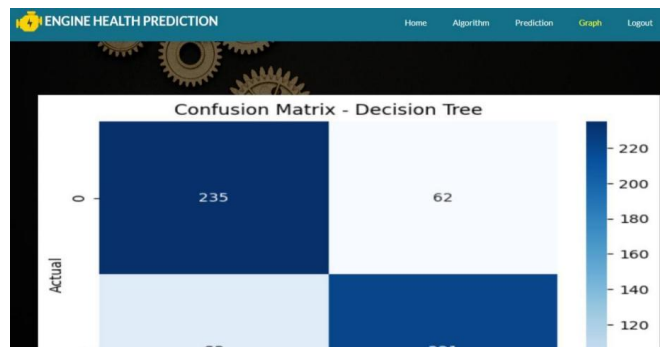 ENGINE HEALTH PREDICTION
Home Algorithm Prediction Graph Logout
Confusion Matrix - Decision Tree
235 62
0
Actual
220
200
180
160
140
120